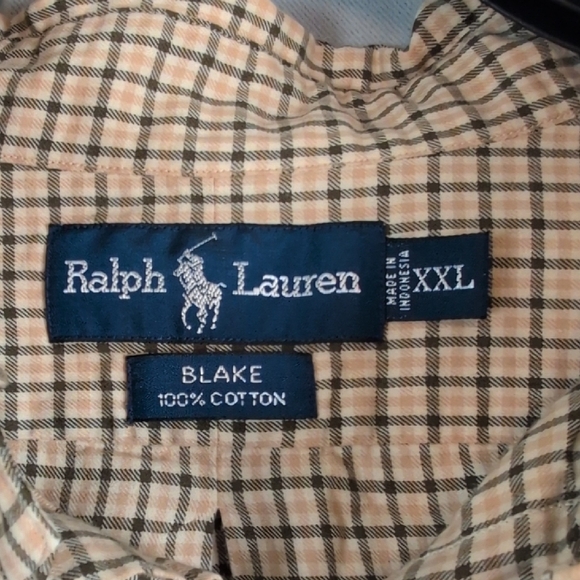 Ralph Lauren
MADE IN
INDONESIA
XXL
BLAKE
100% COTTON